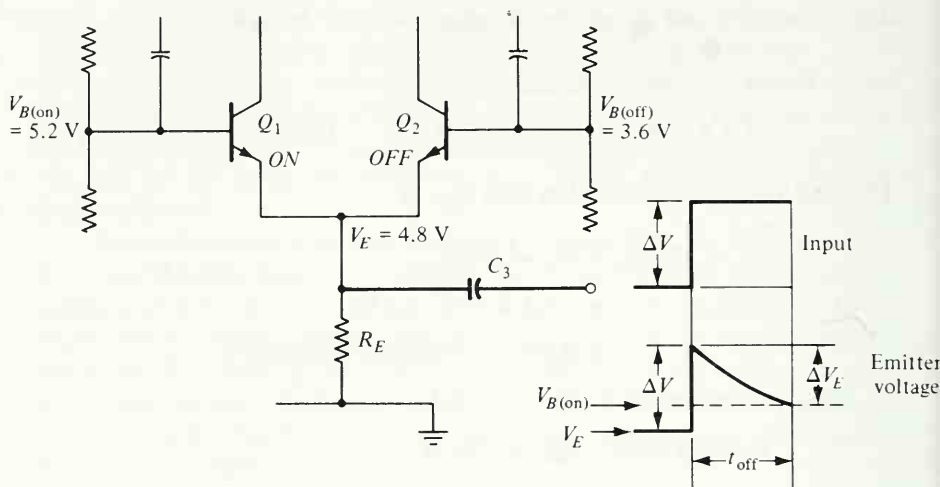 V_B(on)
= 5.2 V
Q_1
ON
Q_2
OFF
V_B(off)
= 3.6 V
V_E = 4.8 V
C_3
R_E
ΔV
Input
ΔV
ΔV_E
Emitter
voltage
V_B(on)
V_E
t_off